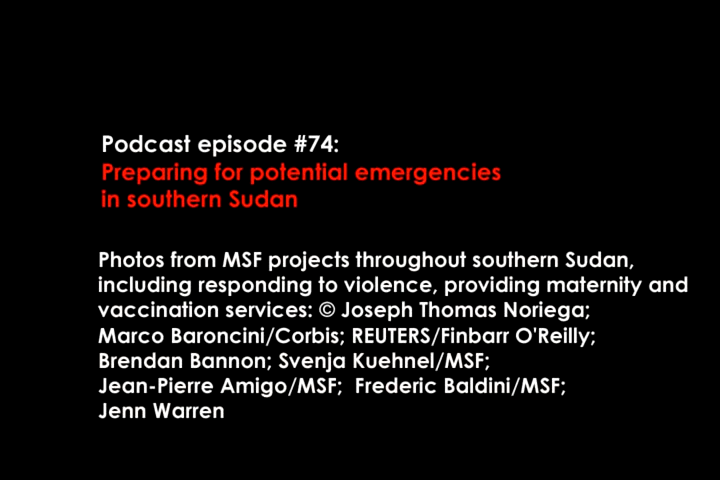 Podcast episode #74:
Preparing for potential emergencies
in southern Sudan
Photos from MSF projects throughout southern Sudan,
including responding to violence, providing maternity and
vaccination services: © Joseph Thomas Noriega;
Marco Baroncini/Corbis; REUTERS/Finbarr O'Reilly;
Brendan Bannon; Svenja Kuehnel/MSF;
Jean-Pierre Amigo/MSF;  Frederic Baldini/MSF;
Jenn Warren